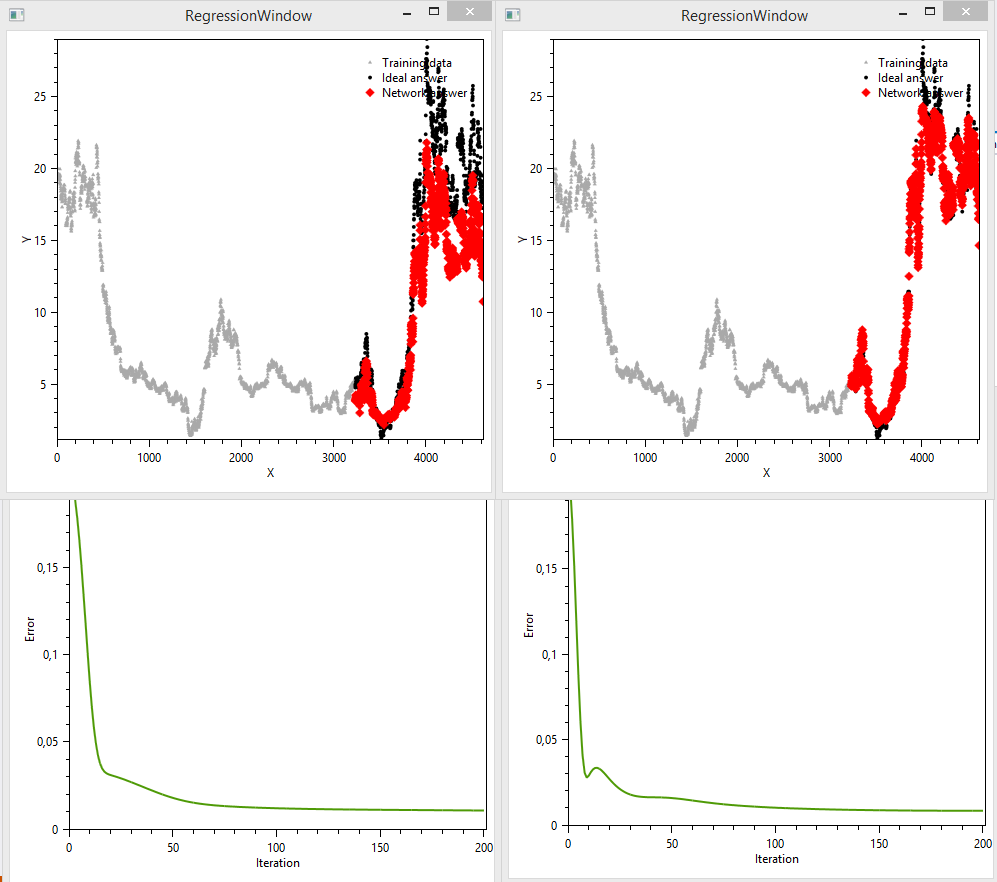 RegressionWindow
Training data
Ideal answer
Network answer
25
20
15
10
5
Y
0 1000 2000 3000 4000
X
RegressionWindow
Training data
Ideal answer
Network answer
25
20
15
10
5
Y
0 1000 2000 3000 4000
X
0,15
0,1
0,05
0
Error
0 50 100 150 200
Iteration
0,15
0,1
0,05
0
Error
0 50 100 150 200
Iteration